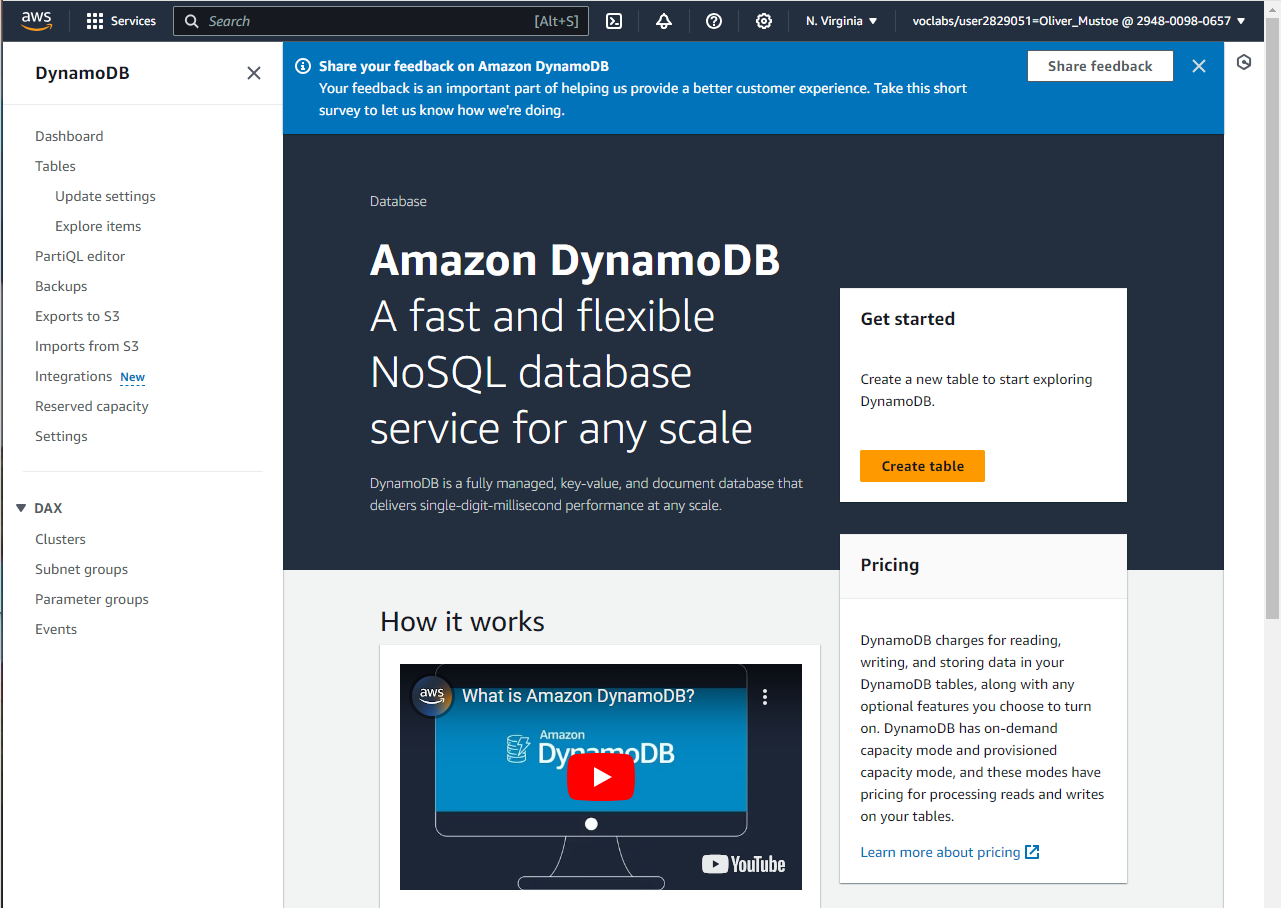 aws
Services
Search
[Alt+S]
N. Virginia
voclabs/user2829051=Oliver_Mustoe @ 2948-0098-0657
DynamoDB
Dashboard
Tables
Update settings
Explore items
PartiQL editor
Backups
Exports to S3
Imports from S3
Integrations New
Reserved capacity
Settings
DAX
Clusters
Subnet groups
Parameter groups
Events
Share your feedback on Amazon DynamoDB
Your feedback is an important part of helping us provide a better customer experience. Take this short
survey to let us know how we're doing.
Share feedback
Database
Amazon DynamoDB
A fast and flexible
NoSQL database
service for any scale
DynamoDB is a fully managed, key-value, and document database that
delivers single-digit-millisecond performance at any scale.
Get started
Create a new table to start exploring
DynamoDB.
Create table
Pricing
DynamoDB charges for reading,
writing, and storing data in your
DynamoDB tables, along with any
optional features you choose to turn
on. DynamoDB has on-demand
capacity mode and provisioned
capacity mode, and these modes have
pricing for processing reads and writes
on your tables.
Learn more about pricing
How it works
aws
What is Amazon DynamoDB?
Amazon
DynamoDB
YouTube